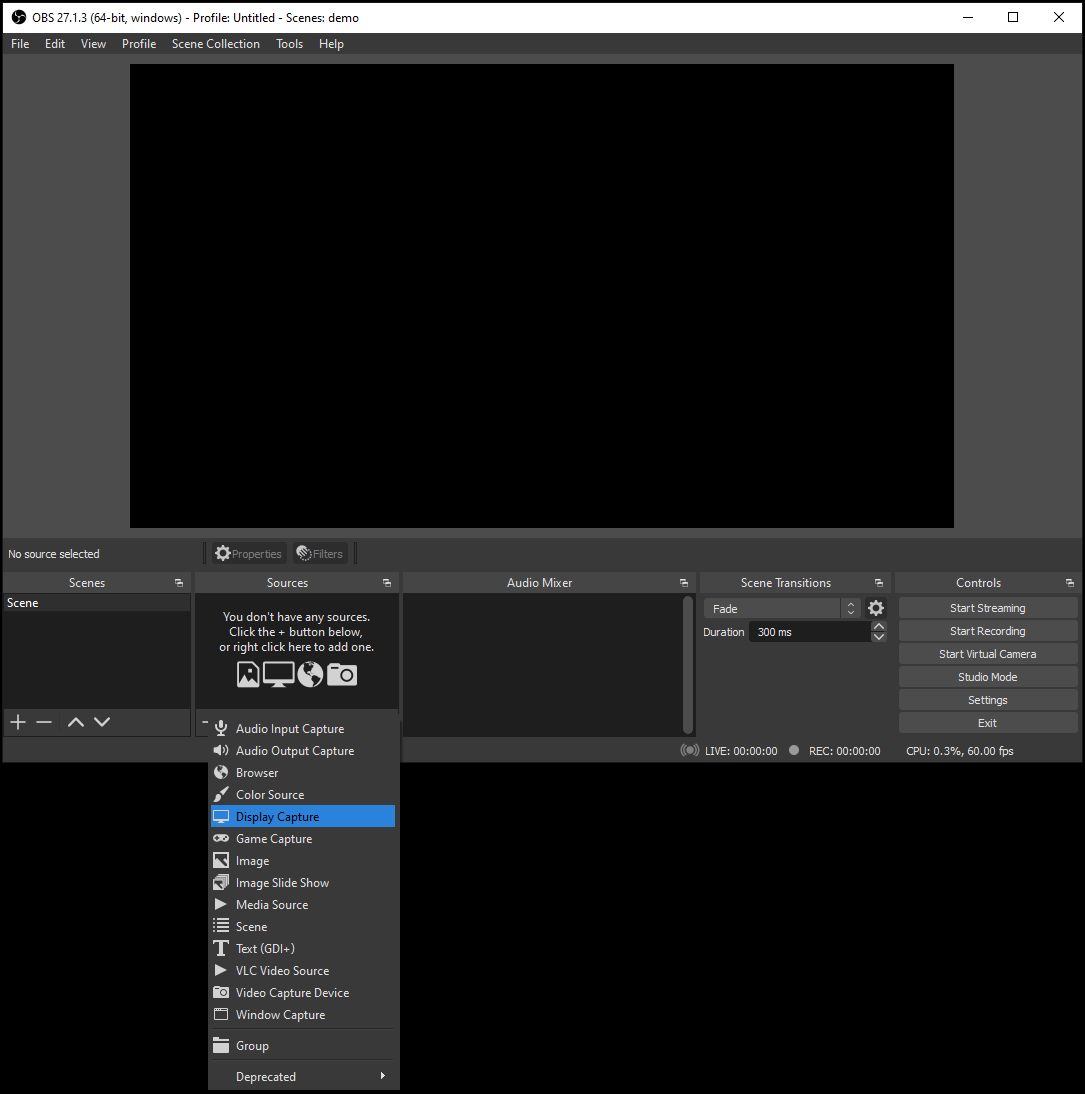 OBS 27.1.3 (64-bit, windows) - Profile: Untitled - Scenes: demo
File Edit View Profile Scene Collection Tools Help
No source selected
Properties Filters
Scenes
Scene
Sources
You don't have any sources.
Click the + button below,
or right click here to add one.
Audio Input Capture
Audio Output Capture
Browser
Color Source
Display Capture
Game Capture
Image
Image Slide Show
Media Source
Scene
Text (GDI+)
VLC Video Source
Video Capture Device
Window Capture
Group
Deprecated
Audio Mixer
Scene Transitions
Fade
Duration 300 ms
Controls
Start Streaming
Start Recording
Start Virtual Camera
Studio Mode
Settings
Exit
LIVE: 00:00:00 REC: 00:00:00 CPU: 0.3%, 60.00 fps